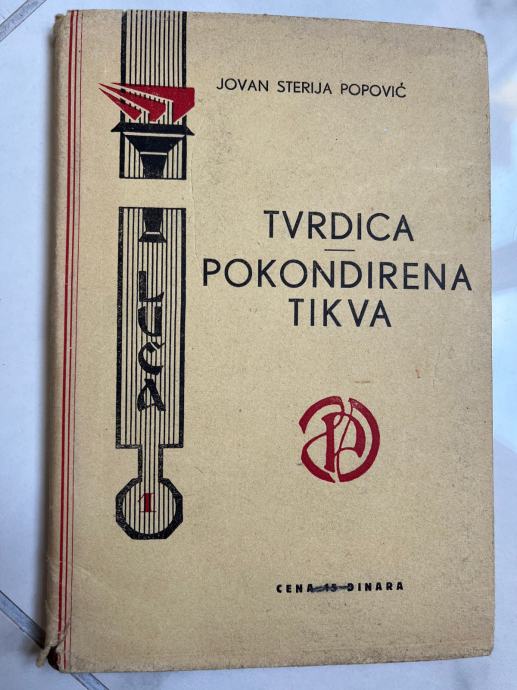 JOVAN STERIJA POPOVIĆ
TVRDICA
POKONDIRENA
TIKVA
LUČA
1
CENA 15 DINARA